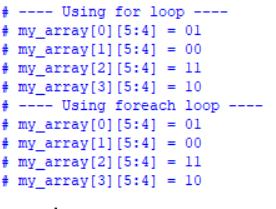 # ---- Using for loop ----
# my_array[0][5:4] = 01
# my_array[1][5:4] = 00
# my_array[2][5:4] = 11
# my_array[3][5:4] = 10
# ---- Using foreach loop ----
# my_array[0][5:4] = 01
# my_array[1][5:4] = 00
# my_array[2][5:4] = 11
# my_array[3][5:4] = 10